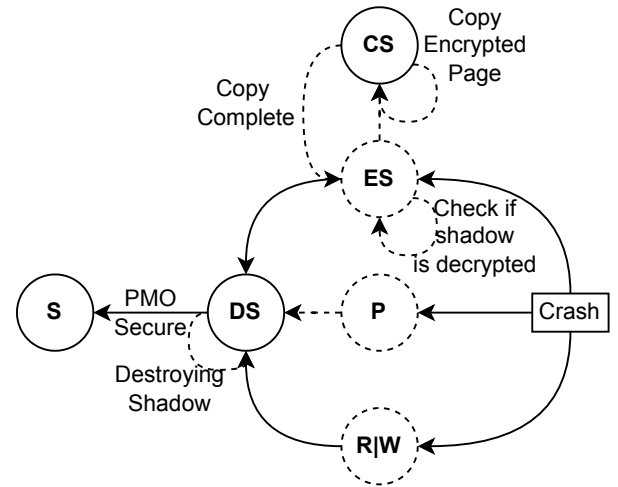 CS
Copy
Encrypted
Page
Copy
Complete
ES
Check if
shadow
is decrypted
S
PMO
Secure
DS
P
Crash
Destroying
Shadow
R|W